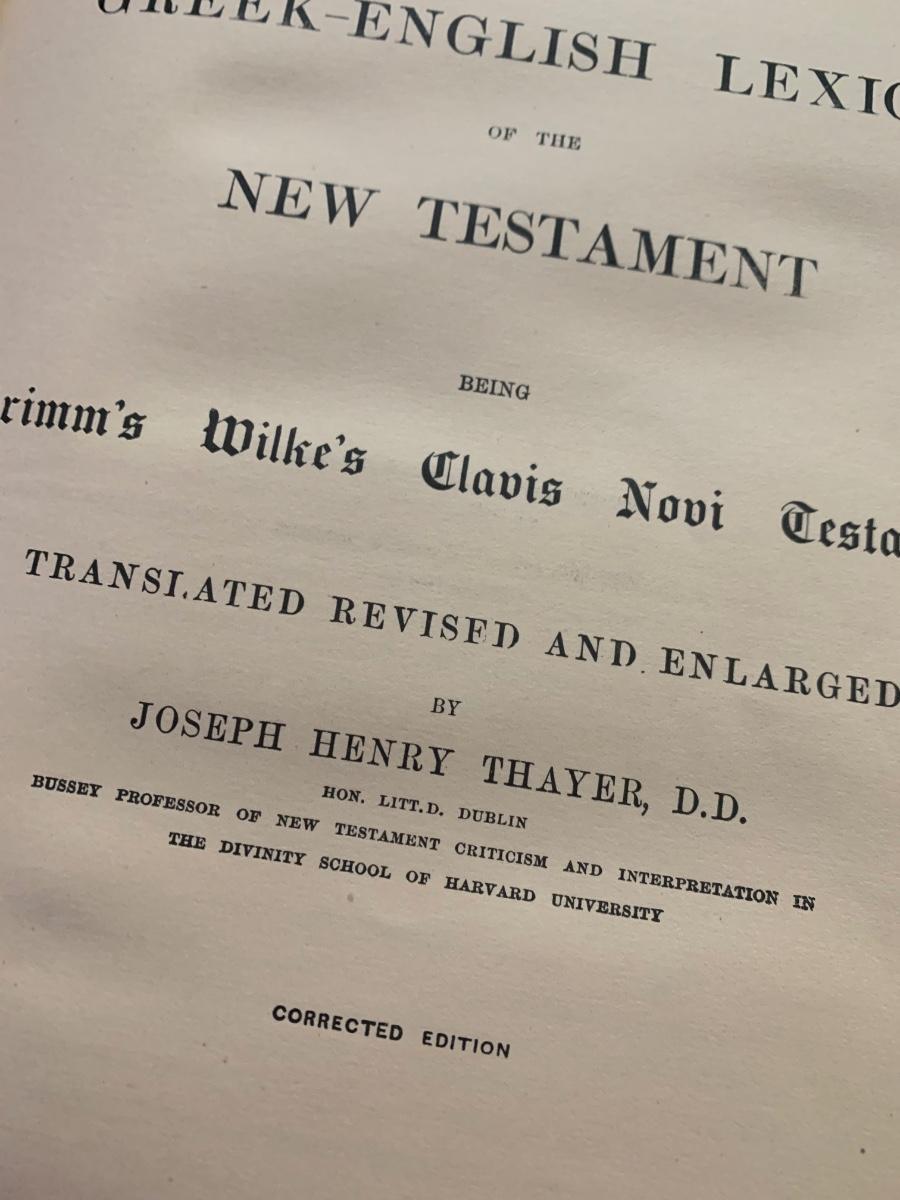 GREEK-ENGLISH LEXIC
OF THE
NEW TESTAMENT
BEING
rimm's Wilke's Clavis Novi Testa
TRANSLATED REVISED AND ENLARGED
BY
JOSEPH HENRY THAYER, D.D.
HON. LITT.D. DUBLIN
BUSSEY PROFESSOR OF NEW TESTAMENT CRITICISM AND INTERPRETATION IN
THE DIVINITY SCHOOL OF HARVARD UNIVERSITY
CORRECTED EDITION